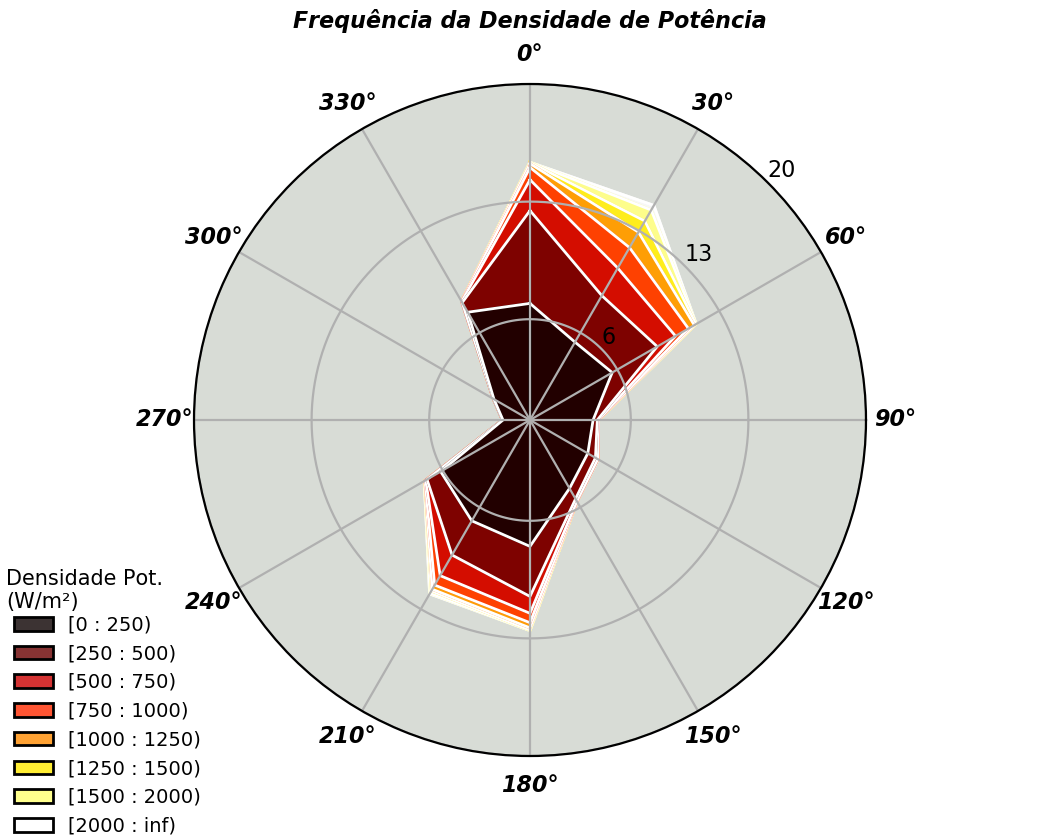 Frequência da Densidade de Potência
0°
330°
30°
20
300°
60°
13
6
270°
90°
240°
120°
210°
150°
180°
Densidade Pot.
(W/m²)
[0 : 250)
[250 : 500)
[500 : 750)
[750 : 1000)
[1000 : 1250)
[1250 : 1500)
[1500 : 2000)
[2000 : inf)